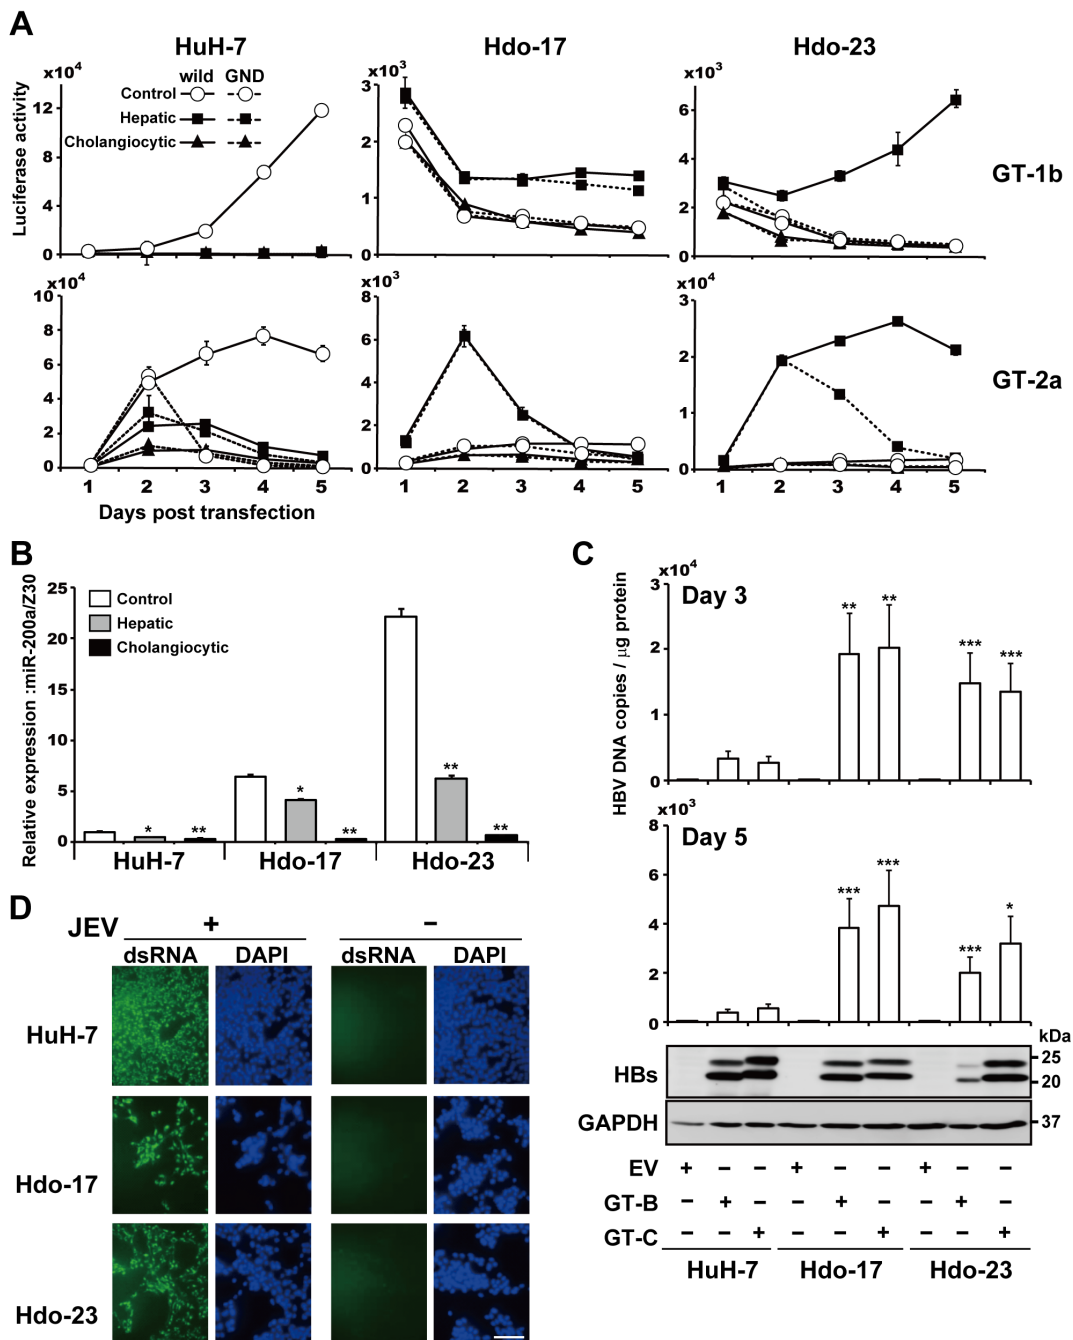 A
HuH-7
Hdo-17
Hdo-23
Luciferase activity
x10⁴
wild GND
Control
Hepatic
Cholangiocytic
12
8
4
0
x10³
3
2
1
0
x10³
6
4
2
0
GT-1b
x10⁴
10
8
6
4
2
0
1 2 3 4 5
Days post transfection
x10³
8
6
4
2
0
1 2 3 4 5
x10⁴
3
2
1
0
1 2 3 4 5
GT-2a
B
Relative expression :miR-200a/Z30
25
20
15
10
5
0
Control
Hepatic
Cholangiocytic
* **
* **
** **
HuH-7 Hdo-17 Hdo-23
C
HBV DNA copies / μg protein
x10⁴
Day 3
3
2
1
0
** ** *** ***
x10³
Day 5
8
6
4
2
0
*** *** *** *
kDa
HBs
25
20
GAPDH
37
EV + − − + − − + − −
GT-B − + − − + − − + −
GT-C − − + − − + − − +
HuH-7 Hdo-17 Hdo-23
D
JEV + −
dsRNA DAPI dsRNA DAPI
HuH-7
Hdo-17
Hdo-23